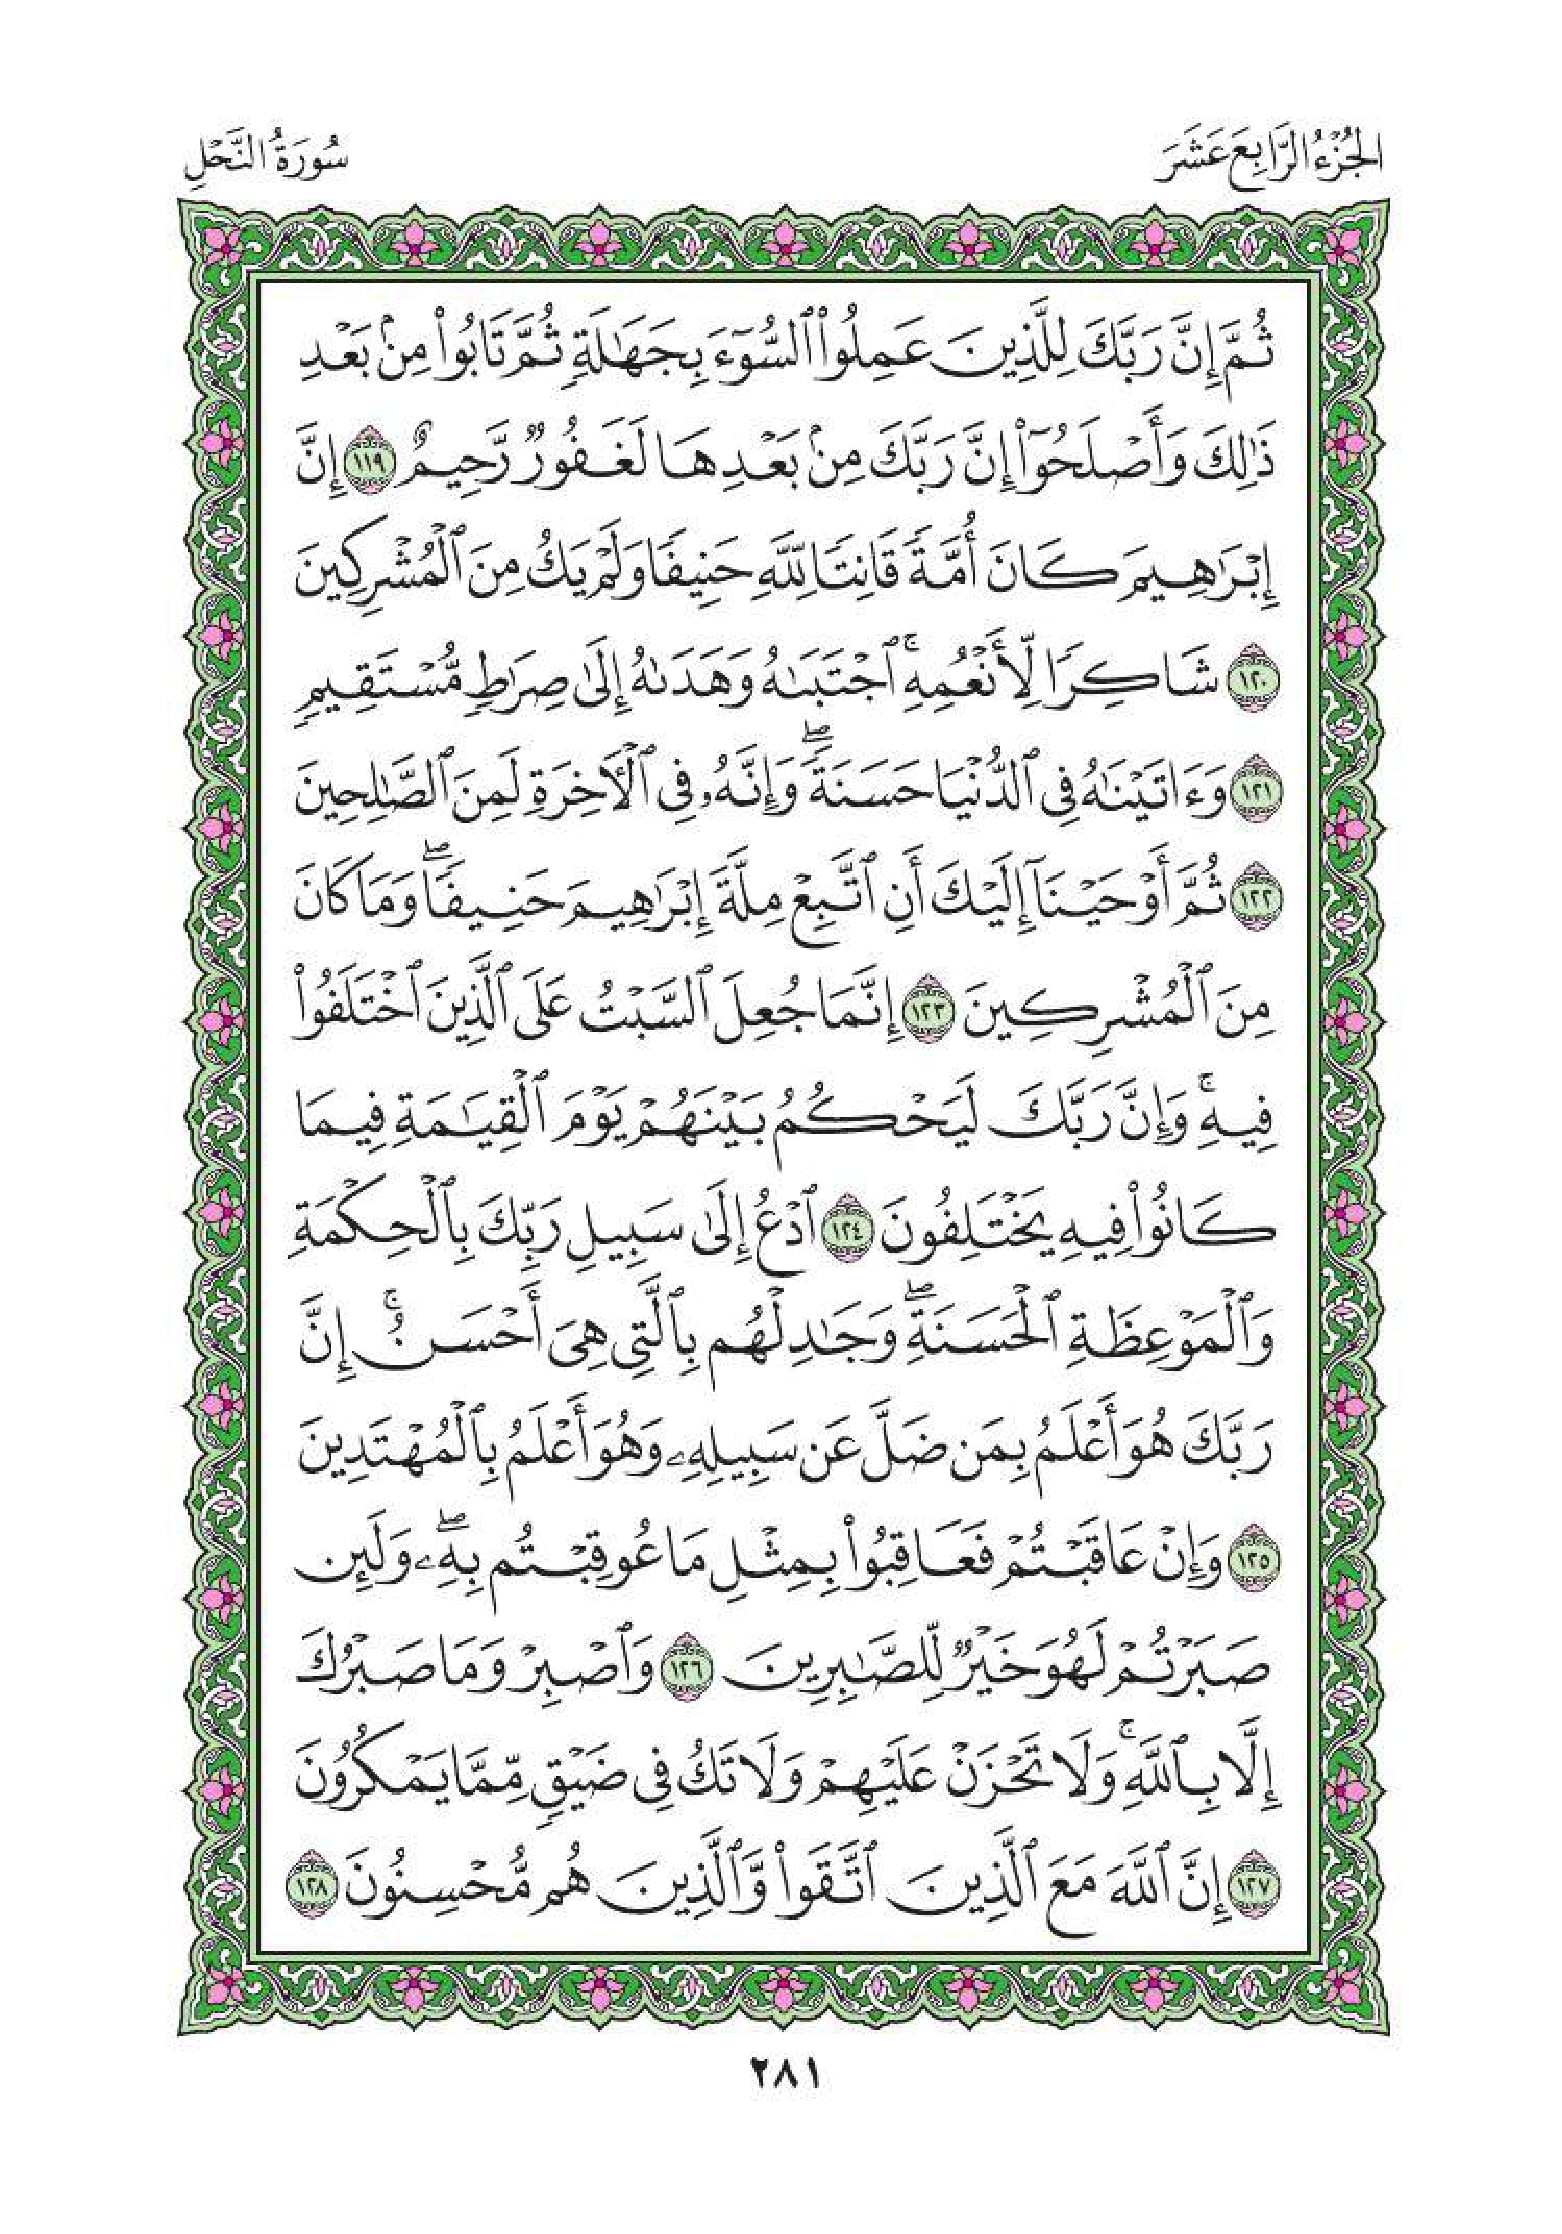 الجُزْءُ الرَّابِعَ عَشَرَ
سُورَةُ النَّحْلِ
ثُمَّ إِنَّ رَبَّكَ لِلَّذِينَ عَمِلُوا۟ ٱلسُّوٓءَ بِجَهَٰلَةٍۢ ثُمَّ تَابُوا۟ مِنۢ بَعْدِ
ذَٰلِكَ وَأَصْلَحُوٓا۟ إِنَّ رَبَّكَ مِنۢ بَعْدِهَا لَغَفُورٌۭ رَّحِيمٌ ١١٩ إِنَّ
إِبْرَٰهِيمَ كَانَ أُمَّةًۭ قَانِتًۭا لِّلَّهِ حَنِيفًۭا وَلَمْ يَكُ مِنَ ٱلْمُشْرِكِينَ
١٢٠ شَاكِرًۭا لِّأَنْعُمِهِ ۚ ٱجْتَبَىٰهُ وَهَدَىٰهُ إِلَىٰ صِرَٰطٍۢ مُّسْتَقِيمٍۢ
١٢١ وَءَاتَيْنَٰهُ فِى ٱلدُّنْيَا حَسَنَةًۭ ۖ وَإِنَّهُۥ فِى ٱلْءَاخِرَةِ لَمِنَ ٱلصَّٰلِحِينَ
١٢٢ ثُمَّ أَوْحَيْنَآ إِلَيْكَ أَنِ ٱتَّبِعْ مِلَّةَ إِبْرَٰهِيمَ حَنِيفًۭا ۖ وَمَا كَانَ
مِنَ ٱلْمُشْرِكِينَ ١٢٣ إِنَّمَا جُعِلَ ٱلسَّبْتُ عَلَى ٱلَّذِينَ ٱخْتَلَفُوا۟
فِيهِ ۚ وَإِنَّ رَبَّكَ لَيَحْكُمُ بَيْنَهُمْ يَوْمَ ٱلْقِيَٰمَةِ فِيمَا
كَانُوا۟ فِيهِ يَخْتَلِفُونَ ١٢٤ ٱدْعُ إِلَىٰ سَبِيلِ رَبِّكَ بِٱلْحِكْمَةِ
وَٱلْمَوْعِظَةِ ٱلْحَسَنَةِ ۖ وَجَٰدِلْهُم بِٱلَّتِى هِىَ أَحْسَنُ ۚ إِنَّ
رَبَّكَ هُوَ أَعْلَمُ بِمَن ضَلَّ عَن سَبِيلِهِۦ وَهُوَ أَعْلَمُ بِٱلْمُهْتَدِينَ
١٢٥ وَإِنْ عَاقَبْتُمْ فَعَاقِبُوا۟ بِمِثْلِ مَا عُوقِبْتُم بِهِۦ ۖ وَلَئِن
صَبَرْتُمْ لَهُوَ خَيْرٌۭ لِّلصَّٰبِرِينَ ١٢٦ وَٱصْبِرْ وَمَا صَبْرُكَ
إِلَّا بِٱللَّهِ ۚ وَلَا تَحْزَنْ عَلَيْهِمْ وَلَا تَكُ فِى ضَيْقٍۢ مِّمَّا يَمْكُرُونَ
١٢٧ إِنَّ ٱللَّهَ مَعَ ٱلَّذِينَ ٱتَّقَوا۟ وَّٱلَّذِينَ هُم مُّحْسِنُونَ ١٢٨
٢٨١